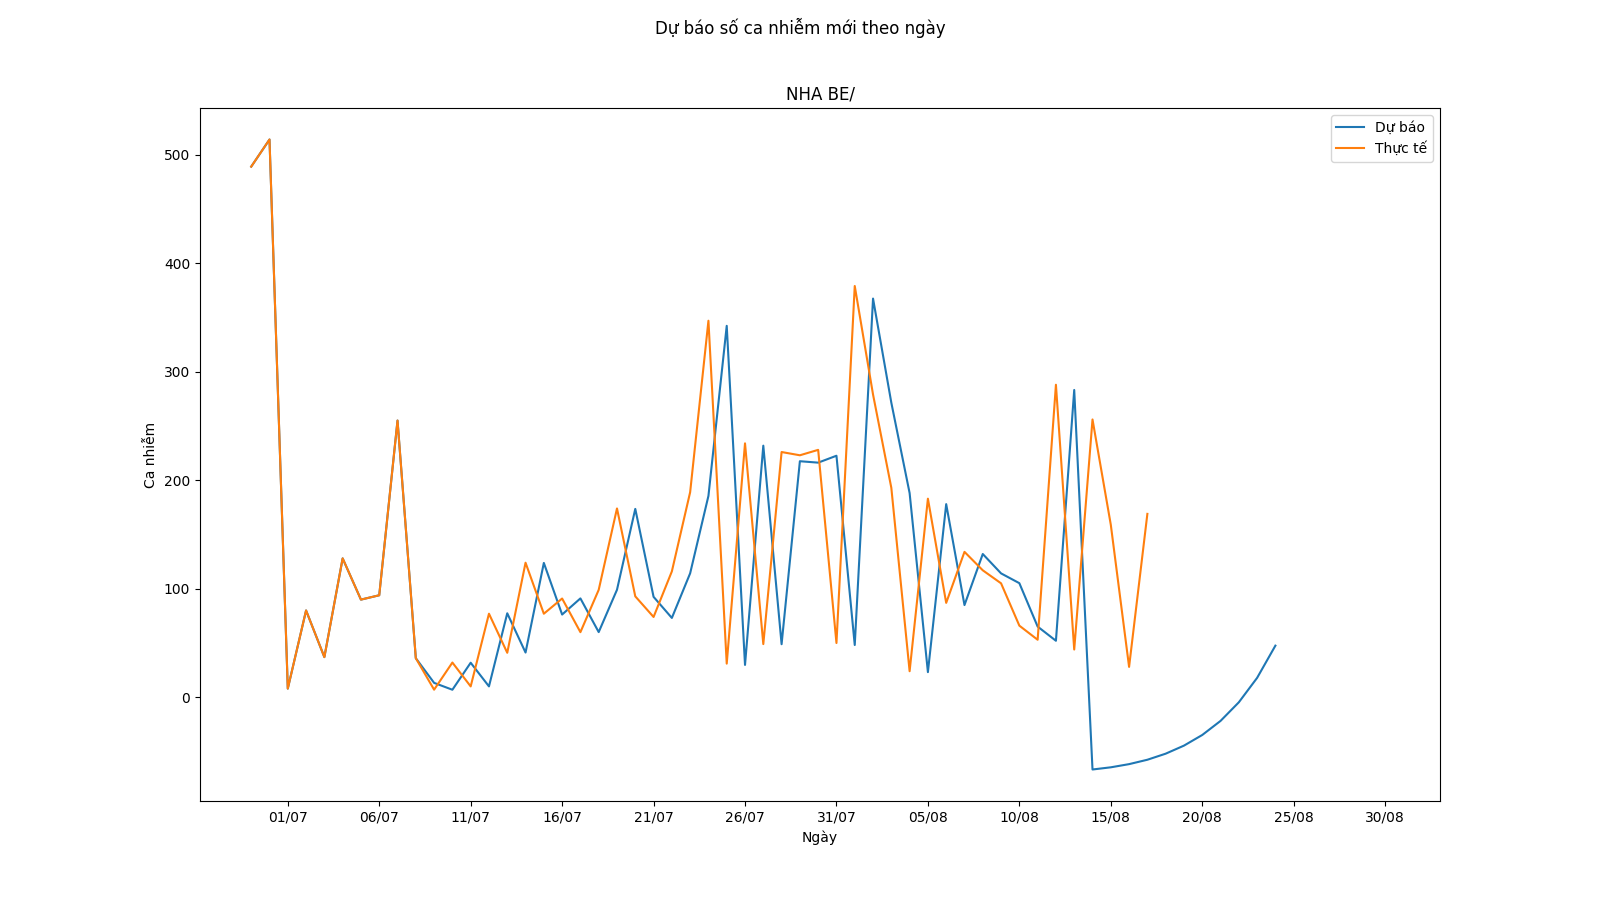 Dự báo số ca nhiễm mới theo ngày
NHA BE/
Dự báo
Thực tế
Ca nhiễm
500
400
300
200
100
0
01/07 06/07 11/07 16/07 21/07 26/07 31/07 05/08 10/08 15/08 20/08 25/08 30/08
Ngày